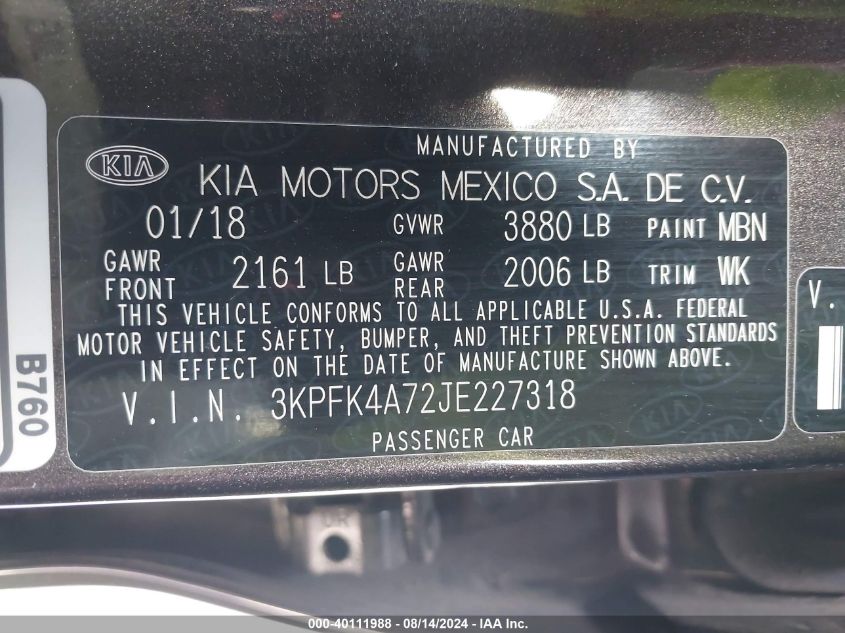 MANUFACTURED BY
KIA KIA MOTORS MEXICO S.A. DE C.V.
01/18 GVWR 3880 LB PAINT MBN
GAWR FRONT 2161 LB GAWR REAR 2006 LB TRIM WK
THIS VEHICLE CONFORMS TO ALL APPLICABLE U.S.A. FEDERAL
MOTOR VEHICLE SAFETY, BUMPER, AND THEFT PREVENTION STANDARDS
IN EFFECT ON THE DATE OF MANUFACTURE SHOWN ABOVE.
V.I.N. 3KPFK4A72JE227318
PASSENGER CAR
B760
V.
000-40111988 - 08/14/2024 - IAA Inc.